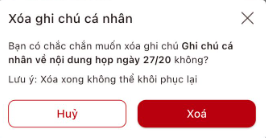 Xóa ghi chú cá nhân
Bạn có chắc chắn muốn xóa ghi chú Ghi chú cá
nhân về nội dung họp ngày 27/20 không?
Lưu ý: Xóa xong không thể khôi phục lại
Huỷ
Xoá